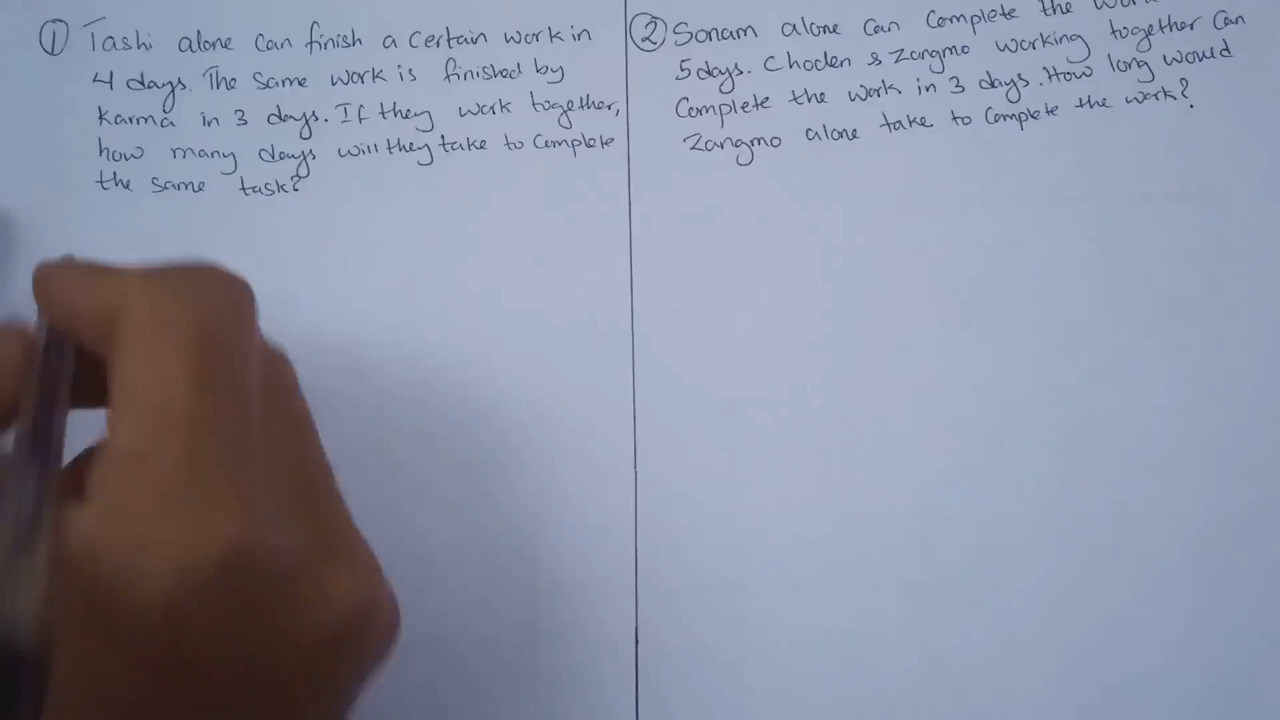 ① Tashi alone can finish a certain work in
4 days. The same work is finished by
Karma in 3 days. If they work together,
how many days will they take to complete
the same task?
② Sonam alone can complete the
5 days. Choden & Zangmo working together can
complete the work in 3 days. How long would
Zangmo alone take to complete the work?